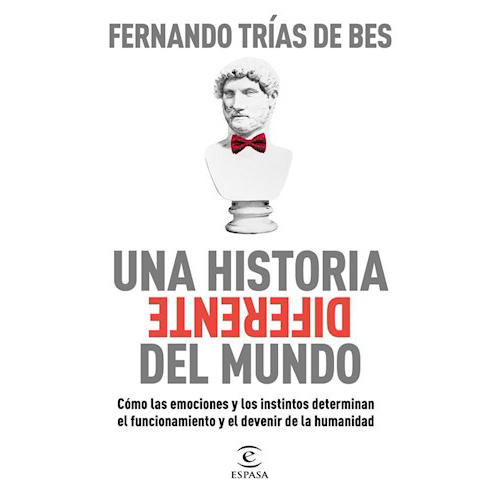 FERNANDO TRÍAS DE BES
UNA HISTORIA
DIFERENTE
DEL MUNDO
Cómo las emociones y los instintos determinan
el funcionamiento y el devenir de la humanidad
e
ESPASA